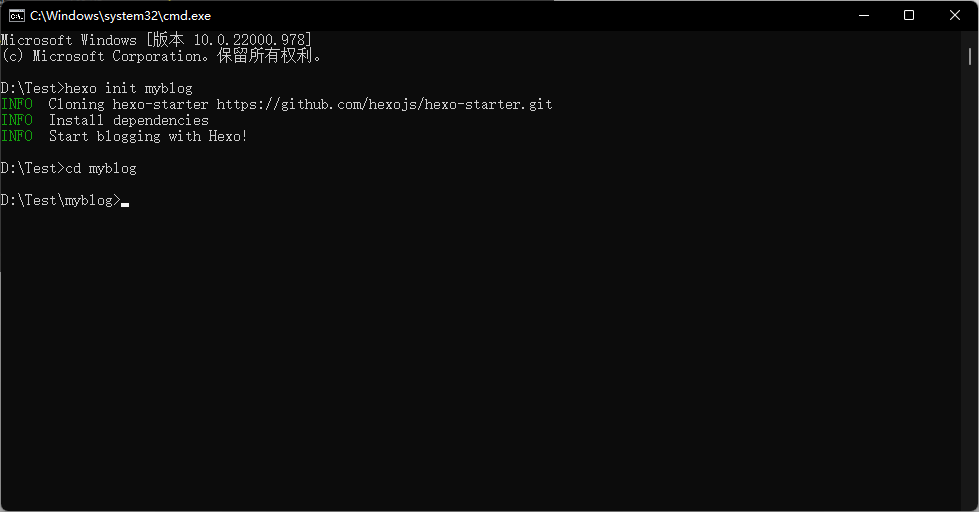 C:\Windows\system32\cmd.exe
Microsoft Windows [版本 10.0.22000.978]
(c) Microsoft Corporation。保留所有权利。
D:\Test>hexo init myblog
INFO  Cloning hexo-starter https://github.com/hexojs/hexo-starter.git
INFO  Install dependencies
INFO  Start blogging with Hexo!
D:\Test>cd myblog
D:\Test\myblog>